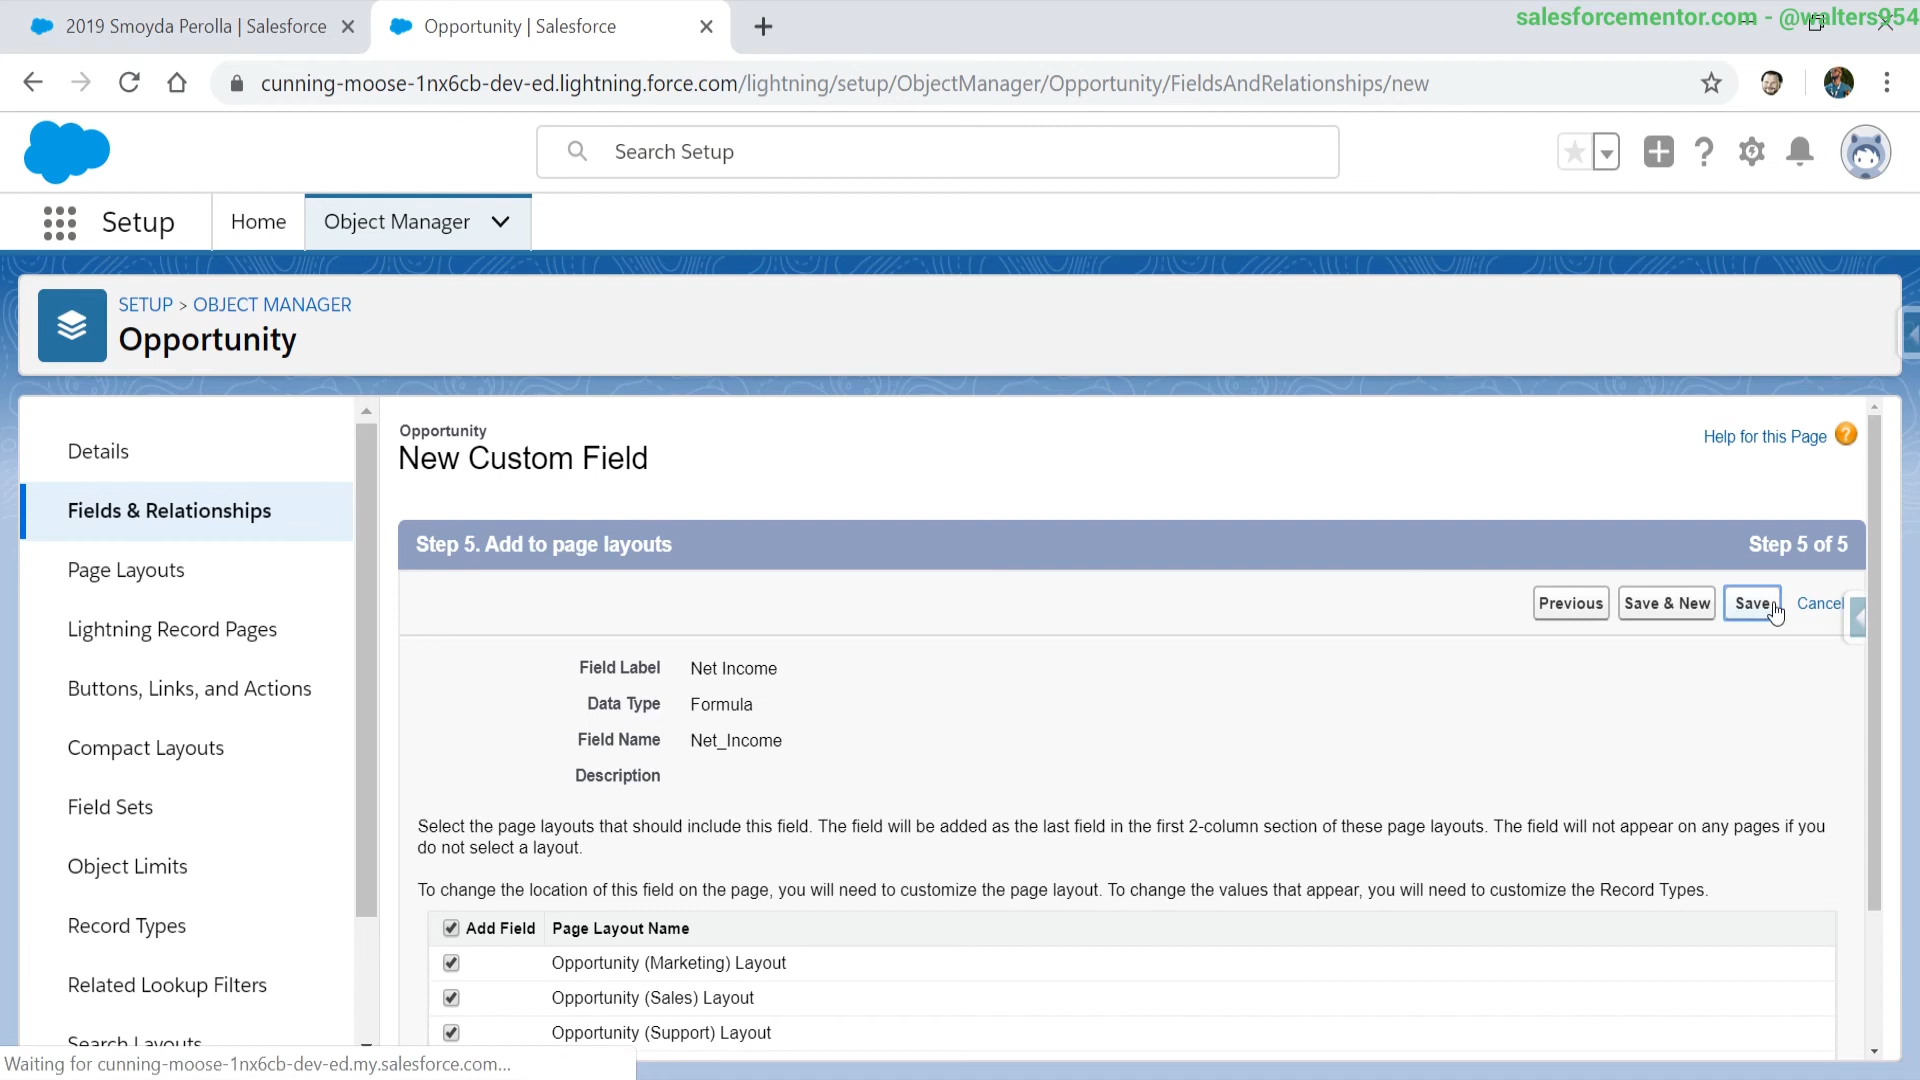 2019 Smoyda Perolla | Salesforce
Opportunity | Salesforce
salesforcementor.com - @walters954
cunning-moose-1nx6cb-dev-ed.lightning.force.com/lightning/setup/ObjectManager/Opportunity/FieldsAndRelationships/new
Search Setup
Setup
Home
Object Manager
SETUP > OBJECT MANAGER
Opportunity
Details
Fields & Relationships
Page Layouts
Lightning Record Pages
Buttons, Links, and Actions
Compact Layouts
Field Sets
Object Limits
Record Types
Related Lookup Filters
Search Layouts
Opportunity
New Custom Field
Help for this Page ?
Step 5. Add to page layouts
Step 5 of 5
Previous
Save & New
Save
Cancel
Field Label Net Income
Data Type Formula
Field Name Net_Income
Description
Select the page layouts that should include this field. The field will be added as the last field in the first 2-column section of these page layouts. The field will not appear on any pages if you
do not select a layout.
To change the location of this field on the page, you will need to customize the page layout. To change the values that appear, you will need to customize the Record Types.
Add Field Page Layout Name
Opportunity (Marketing) Layout
Opportunity (Sales) Layout
Opportunity (Support) Layout
Waiting for cunning-moose-1nx6cb-dev-ed.my.salesforce.com...